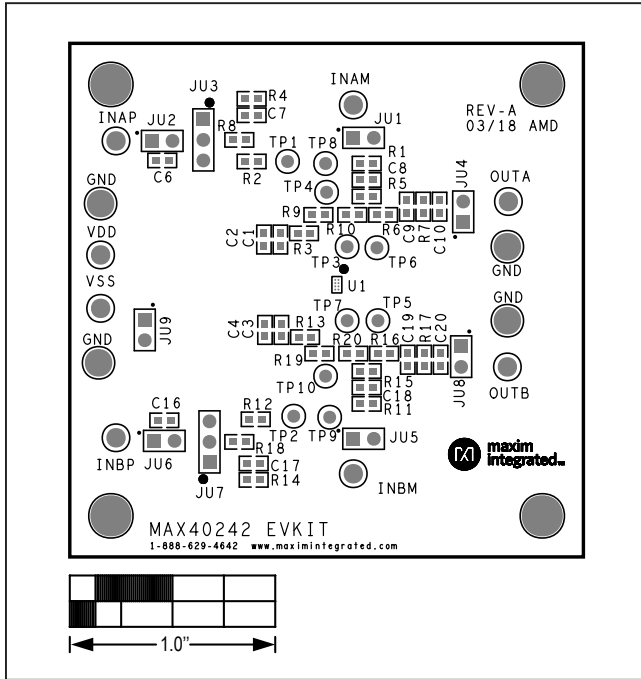 INAM
R4
JU3
C7
REV-A
03/18 AMD
INAP
JU2
R8
TP1
TP8
JU1
R1
C8
R5
JU4
OUTA
C6
R2
TP4
GND
R9
R10
R6
C9
R7
C10
C2
C1
R3
VDD
TP3
TP6
GND
VSS
U1
GND
TP7
TP5
JU9
C4
C3
R13
R19
R20
R16
C19
R17
C20
GND
TP10
R15
C18
R11
JU8
OUTB
C16
R12
TP2
TP9
INBP
JU6
R18
JU5
maxim
integrated™
JU7
C17
R14
INBM
MAX40242 EVKIT
1-888-629-4642 www.maximintegrated.com
1.0”